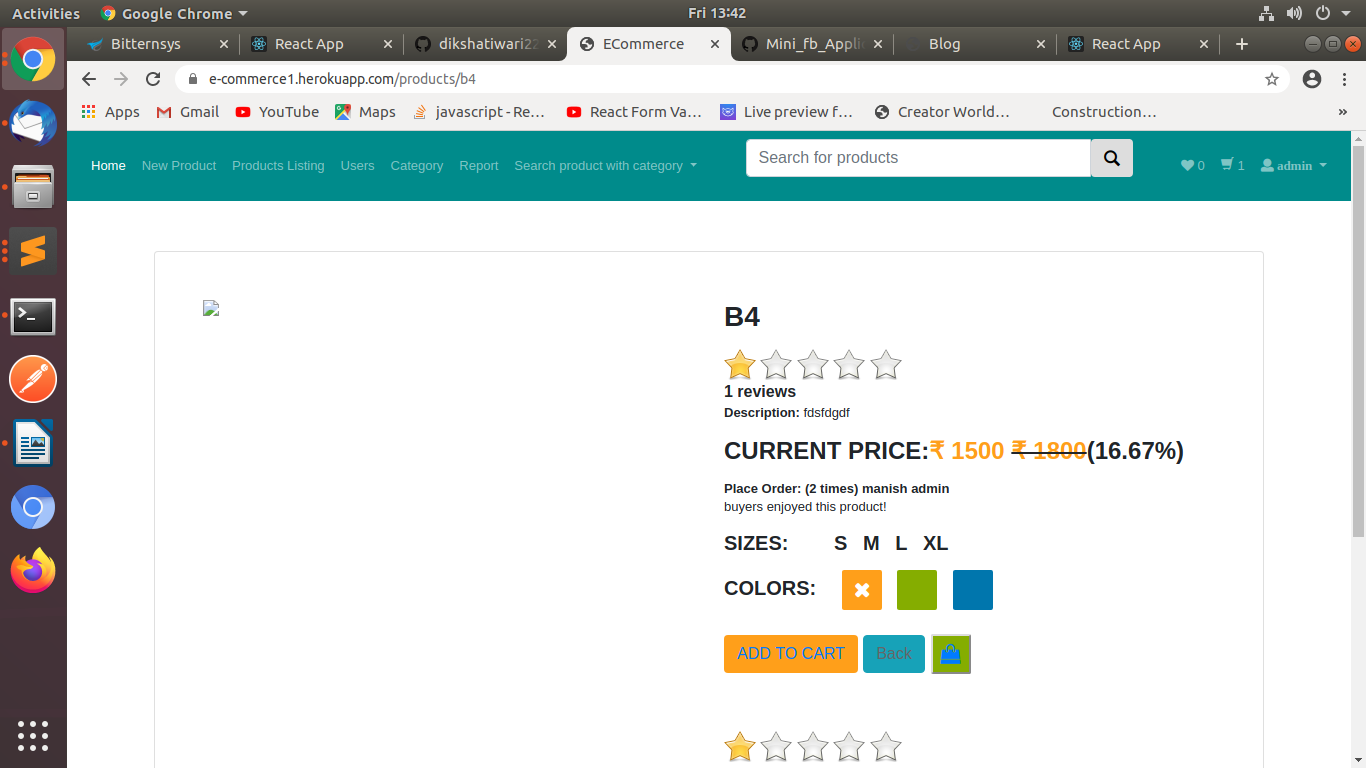 Activities Google Chrome Fri 13:42
Bitternsys React App dikshatiwari22 ECommerce Mini_fb_Appli Blog React App
e-commerce1.herokuapp.com/products/b4
Apps Gmail YouTube Maps javascript - Re… React Form Va… Live preview f… Creator World… Construction… »
Home New Product Products Listing Users Category Report Search product with category Search for products 0 1 admin
B4
1 reviews
Description: fdsfdgdf
CURRENT PRICE:₹ 1500 ₹ 1800(16.67%)
Place Order: (2 times) manish admin
buyers enjoyed this product!
SIZES: S M L XL
COLORS:
ADD TO CART Back